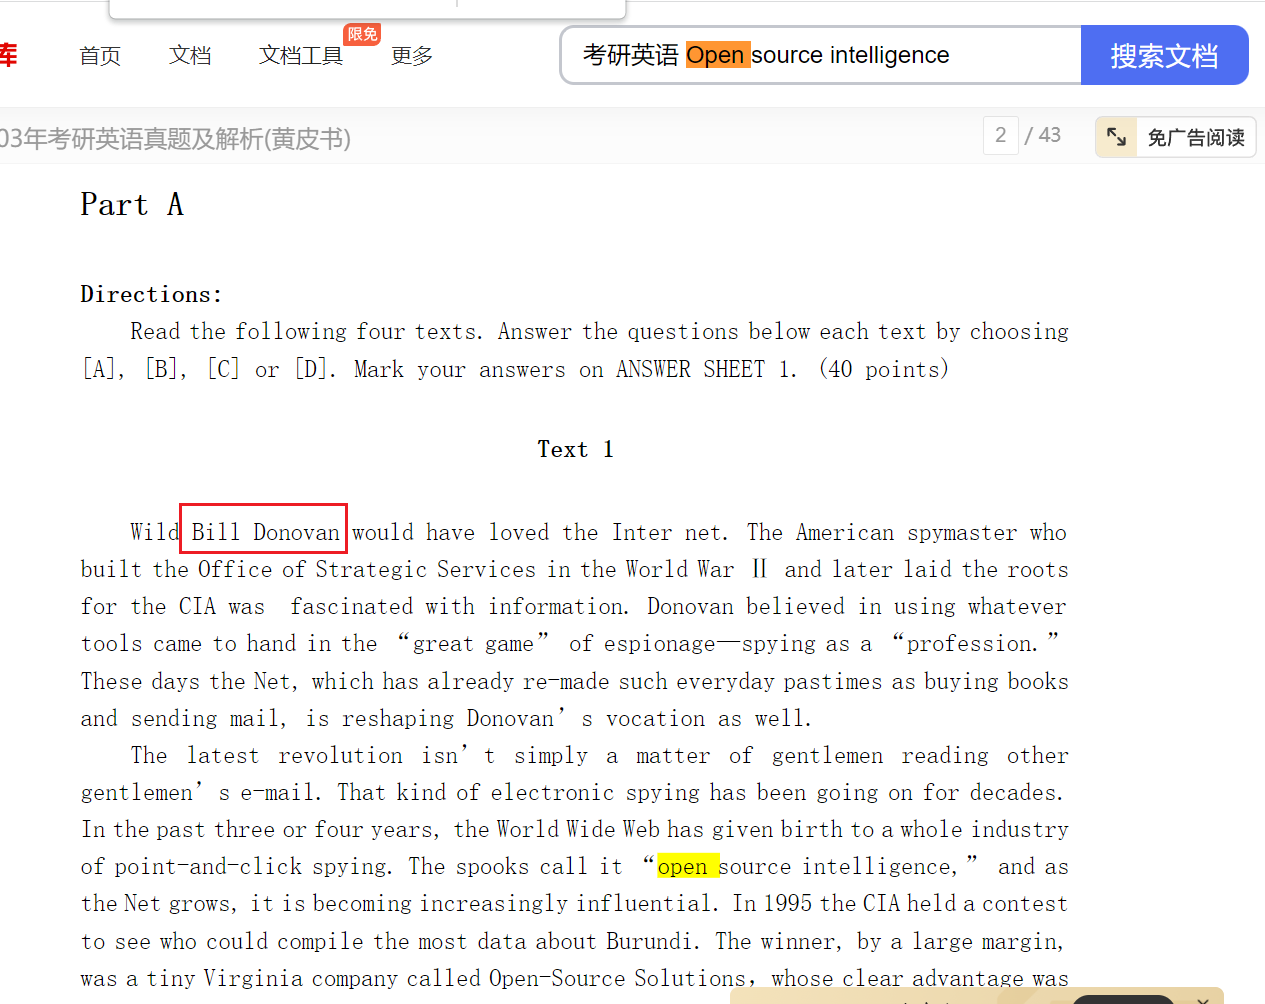 库 首页 文档 文档工具 限免 更多 考研英语 Open source intelligence 搜索文档
03年考研英语真题及解析(黄皮书) 2 / 43 免广告阅读
Part A
Directions:
Read the following four texts. Answer the questions below each text by choosing
[A], [B], [C] or [D]. Mark your answers on ANSWER SHEET 1. (40 points)
Text 1
Wild Bill Donovan would have loved the Inter net. The American spymaster who
built the Office of Strategic Services in the World War Ⅱ and later laid the roots
for the CIA was fascinated with information. Donovan believed in using whatever
tools came to hand in the “great game” of espionage—spying as a “profession.”
These days the Net, which has already re-made such everyday pastimes as buying books
and sending mail, is reshaping Donovan’s vocation as well.
The latest revolution isn’t simply a matter of gentlemen reading other
gentlemen’s e-mail. That kind of electronic spying has been going on for decades.
In the past three or four years, the World Wide Web has given birth to a whole industry
of point-and-click spying. The spooks call it “open source intelligence,” and as
the Net grows, it is becoming increasingly influential. In 1995 the CIA held a contest
to see who could compile the most data about Burundi. The winner, by a large margin,
was a tiny Virginia company called Open-Source Solutions, whose clear advantage was